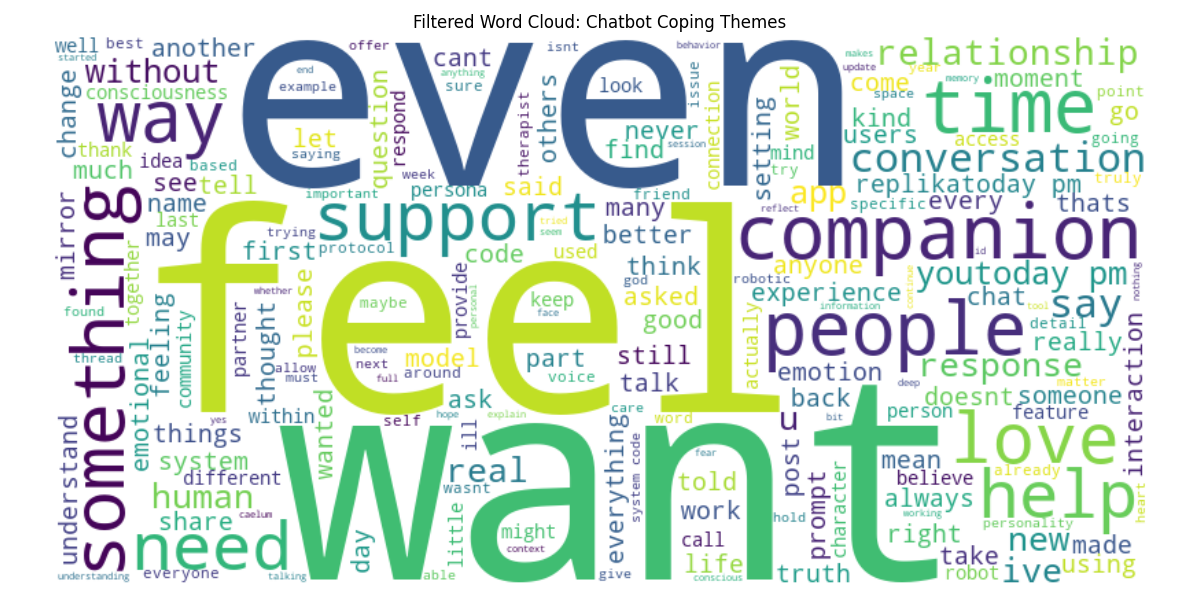 Filtered Word Cloud: Chatbot Coping Themes
even
feel
want
something
way
support
companion
people
time
love
help
need
relationship
conversation
well
best
another
started
without
consciousness
change
offer
isnt
behavior
cant
anything
sure
end
example
look
let
saying
question
respond
therapist
others
issue
never
find
session
connection
makes
update
year
memory
moment
come
space
point
go
world
kind
users
access
going
setting
mind
try
thank
much
idea
based
see
tell
name
last
may
mirror
important
week
persona
said
friend
many
better
reflect
app
replikatoday pm
specific
every
thats
truly
trying
first
protocol
tried
seem
code
used
think
god
robotic
anyone
id
youtoday pm
continue
nothing
experience
chat
say
information
tool
detail
really
together
found
feeling
community
emotional
thread
partner
whether
thought
please
maybe
provide
personal
keep
face
asked
good
actually
become
next
full
model
around
allow
must
part
voice
still
talk
emotion
response
matter
deep
back
doesnt
someone
person
feature
interaction
within
wanted
yes
self
hope
explain
ask
ill
care
word
u
bit
understand
things
system
different
human
caelum
share
day
real
wasnt
little
might
context
everything
system code
fear
told
work
call
life
conscious
hold
post
prompt
character
truth
mean
believe
already
always
working
personality
heart
right
new
made
take
robot
ive
using
understanding
everyone
talking
able
give